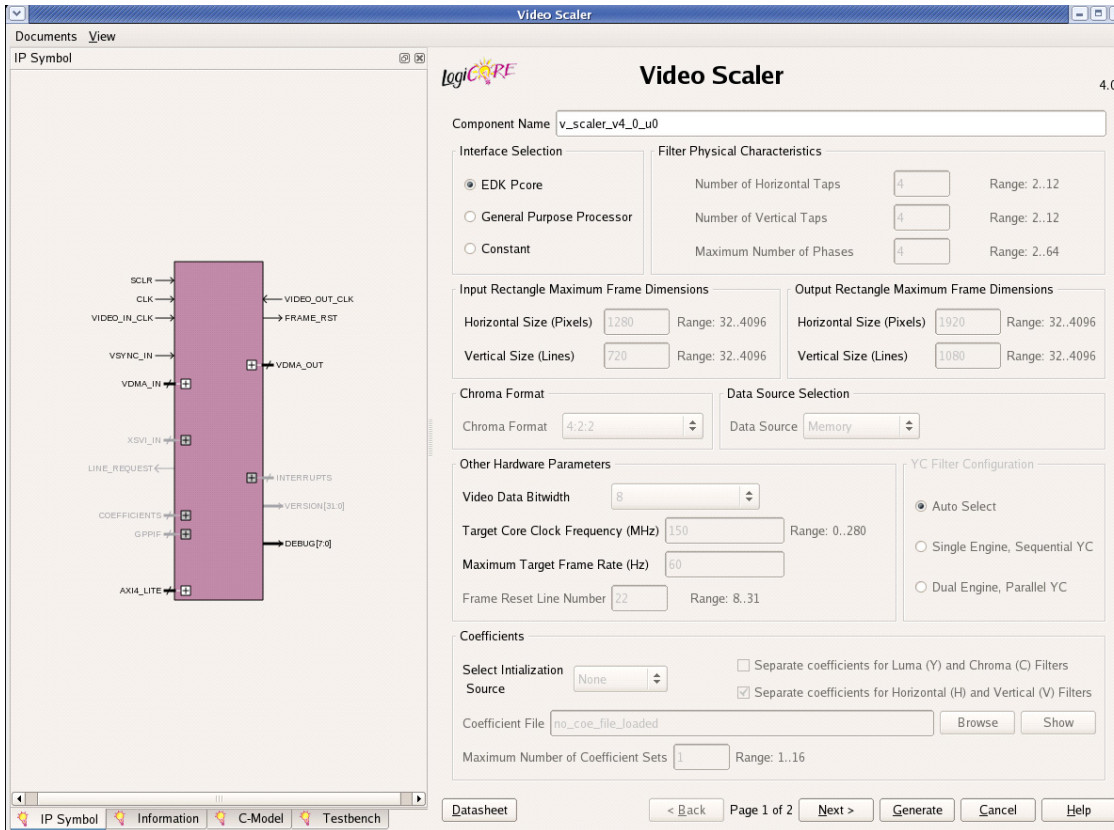 Video Scaler
Documents View
IP Symbol
SCLR
CLK
VIDEO_IN_CLK
VSYNC_IN
VDMA_IN
XSVI_IN
LINE_REQUEST
COEFFICIENTS
GPPIF
AXI4_LITE
VIDEO_OUT_CLK
FRAME_RST
VDMA_OUT
INTERRUPTS
VERSION[31:0]
DEBUG[7:0]
IP Symbol Information C-Model Testbench
LogiCORE
Video Scaler
4.0
Component Name v_scaler_v4_0_u0
Interface Selection
EDK Pcore
General Purpose Processor
Constant
Filter Physical Characteristics
Number of Horizontal Taps 4 Range: 2..12
Number of Vertical Taps 4 Range: 2..12
Maximum Number of Phases 4 Range: 2..64
Input Rectangle Maximum Frame Dimensions
Horizontal Size (Pixels) 1280 Range: 32..4096
Vertical Size (Lines) 720 Range: 32..4096
Output Rectangle Maximum Frame Dimensions
Horizontal Size (Pixels) 1920 Range: 32..4096
Vertical Size (Lines) 1080 Range: 32..4096
Chroma Format
Chroma Format 4:2:2
Data Source Selection
Data Source Memory
Other Hardware Parameters
Video Data Bitwidth 8
Target Core Clock Frequency (MHz) 150 Range: 0..280
Maximum Target Frame Rate (Hz) 60
Frame Reset Line Number 22 Range: 8..31
YC Filter Configuration
Auto Select
Single Engine, Sequential YC
Dual Engine, Parallel YC
Coefficients
Select Intialization
Source
None
Separate coefficients for Luma (Y) and Chroma (C) Filters
Separate coefficients for Horizontal (H) and Vertical (V) Filters
Coefficient File no_coe_file_loaded Browse Show
Maximum Number of Coefficient Sets 1 Range: 1..16
Datasheet < Back Page 1 of 2 Next > Generate Cancel Help